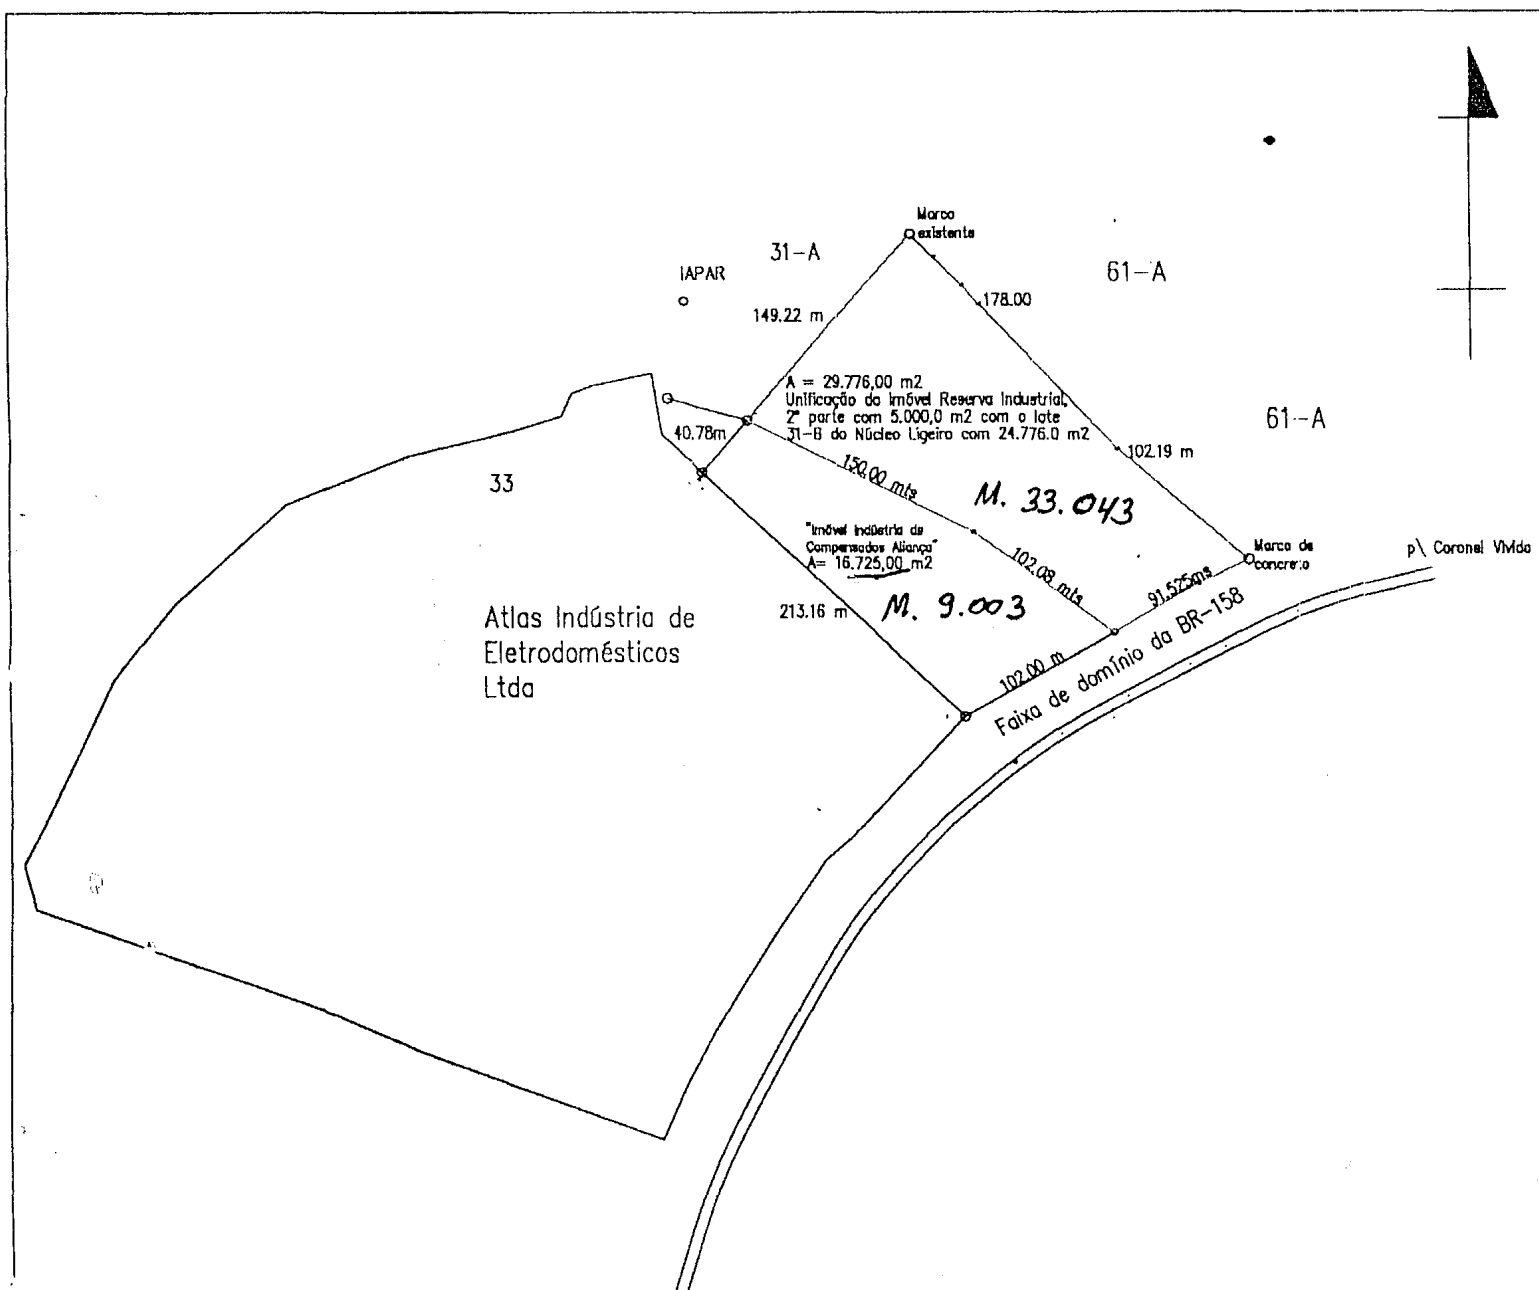 Marco
existente
31-A
61-A
IAPAR
178.00
149.22 m
A = 29.776,00 m2
Unificação do Imóvel Reserva Industrial,
2ª parte com 5.000,0 m2 com o lote
31-B do Núcleo Ligeiro com 24.776.0 m2
61-A
40.78m
102.19 m
33
150.00 mts
M. 33.043
"Imóvel Indústria de
Compensados Aliança"
A= 16.725,00 m2
102.08 mts
Marco de
concreto
p\ Coronel Vivida
91.525ms
213.16 m
M. 9.003
Atlas Indústria de
Eletrodomésticos
Ltda
102.00 m
Faixa de domínio da BR-158